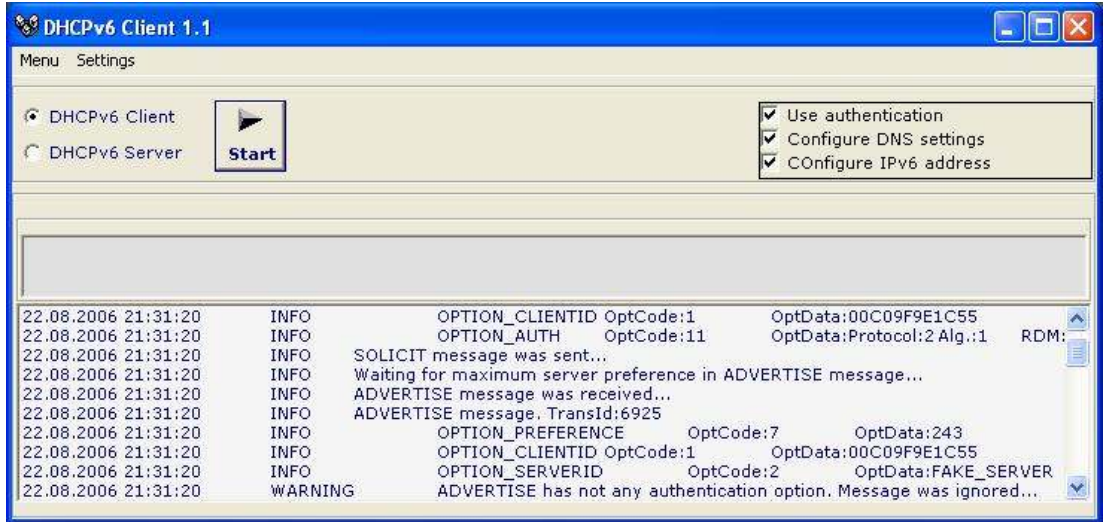 DHCPv6 Client 1.1
Menu Settings
DHCPv6 Client
DHCPv6 Server
Start
Use authentication
Configure DNS settings
COnfigure IPv6 address
22.08.2006 21:31:20 INFO OPTION_CLIENTID OptCode:1 OptData:00C09F9E1C55
22.08.2006 21:31:20 INFO OPTION_AUTH OptCode:11 OptData:Protocol:2 Alg.:1 RDM:
22.08.2006 21:31:20 INFO SOLICIT message was sent...
22.08.2006 21:31:20 INFO Waiting for maximum server preference in ADVERTISE message...
22.08.2006 21:31:20 INFO ADVERTISE message was received...
22.08.2006 21:31:20 INFO ADVERTISE message. TransId:6925
22.08.2006 21:31:20 INFO OPTION_PREFERENCE OptCode:7 OptData:243
22.08.2006 21:31:20 INFO OPTION_CLIENTID OptCode:1 OptData:00C09F9E1C55
22.08.2006 21:31:20 INFO OPTION_SERVERID OptCode:2 OptData:FAKE_SERVER
22.08.2006 21:31:20 WARNING ADVERTISE has not any authentication option. Message was ignored...